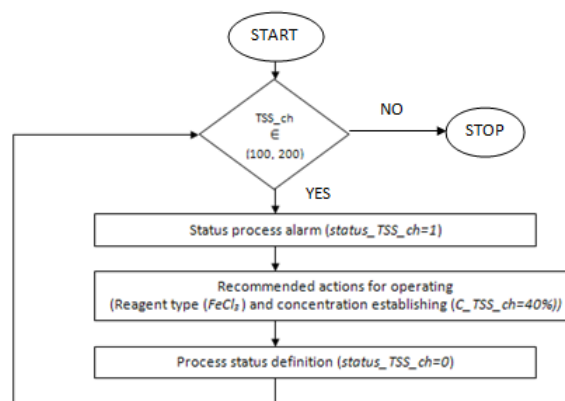 START
TSS_ch
∈
(100, 200)
NO
STOP
YES
Status process alarm (status_TSS_ch=1)
Recommended actions for operating
(Reagent type (FeCl₃) and concentration establishing (C_TSS_ch=40%))
Process status definition (status_TSS_ch=0)